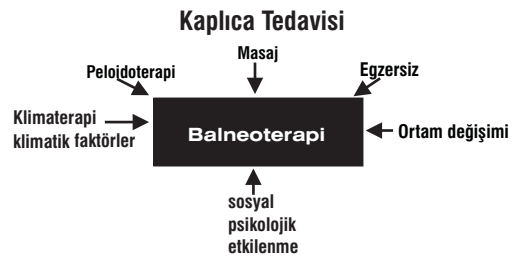 Kaplıca Tedavisi
Masaj
Peloidoterapi
Egzersiz
Klimaterapi
klimatik faktörler
Balneoterapi
Ortam değişimi
sosyal
psikolojik
etkilenme